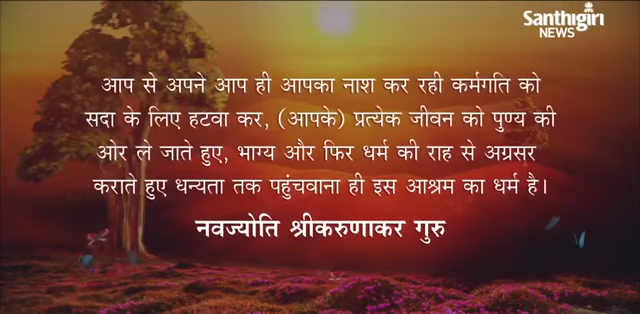 Santhigiri
NEWS
आप से अपने आप ही आपका नाश कर रही कर्मगति को
सदा के लिए हटवा कर, (आपके) प्रत्येक जीवन को पुण्य की
ओर ले जाते हुए, भाग्य और फिर धर्म की राह से अग्रसर
कराते हुए धन्यता तक पहुंचवाना ही इस आश्रम का धर्म है।
नवज्योति श्रीकरुणाकर गुरु